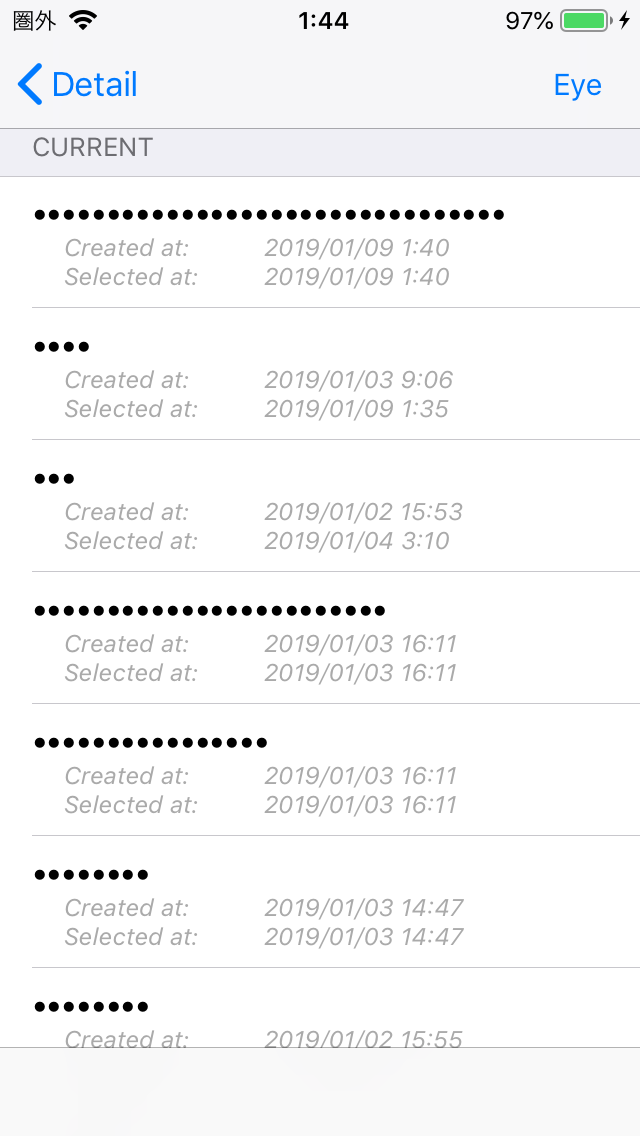 圏外 1:44 97%
Detail Eye
CURRENT
••••••••••••••••••••••••••••••••
Created at: 2019/01/09 1:40
Selected at: 2019/01/09 1:40
••••
Created at: 2019/01/03 9:06
Selected at: 2019/01/09 1:35
•••
Created at: 2019/01/02 15:53
Selected at: 2019/01/04 3:10
••••••••••••••••••••••••
Created at: 2019/01/03 16:11
Selected at: 2019/01/03 16:11
••••••••••••••••
Created at: 2019/01/03 16:11
Selected at: 2019/01/03 16:11
••••••••
Created at: 2019/01/03 14:47
Selected at: 2019/01/03 14:47
••••••••
Created at: 2019/01/02 15:55